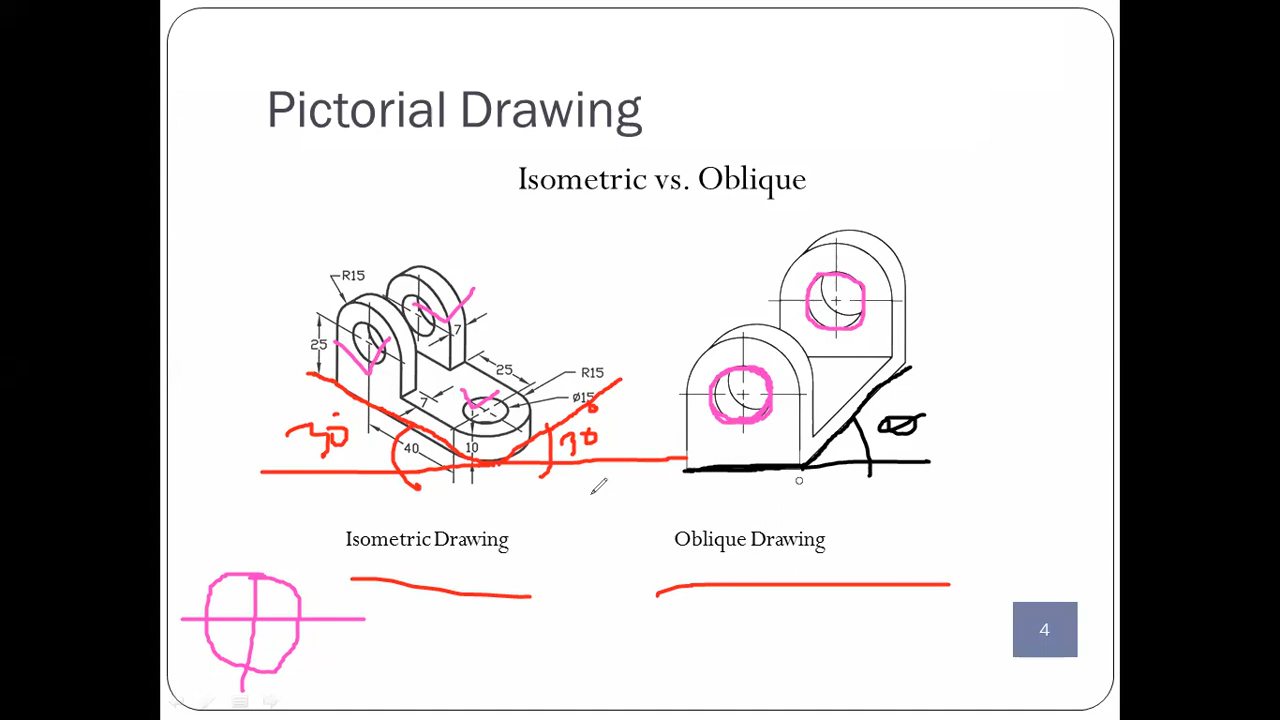 Pictorial Drawing
Isometric vs. Oblique
R15
25
7
25
R15
Ø15
7
40
10
30°
30°
Ø
Isometric Drawing
Oblique Drawing
4